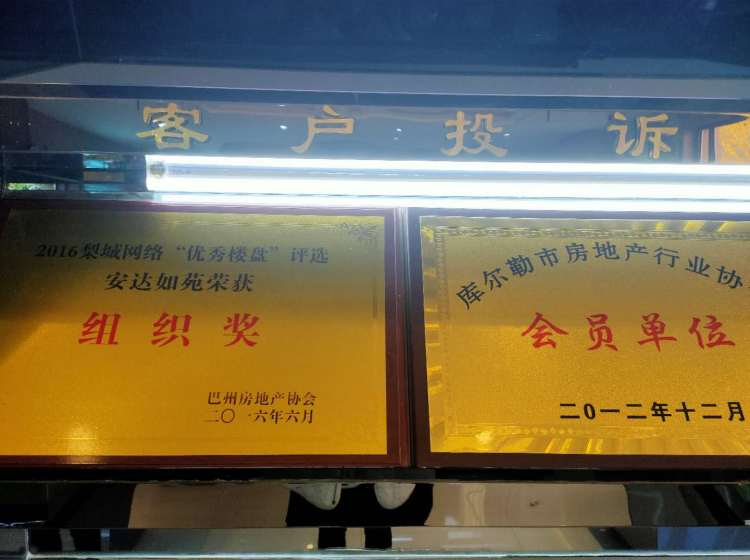 客户投诉
2016梨城网络“优秀楼盘”评选
安达如苑荣获
组织奖
巴州房地产协会
二〇一六年六月
库尔勒市房地产行业协
会员单位
二〇一二年十二月